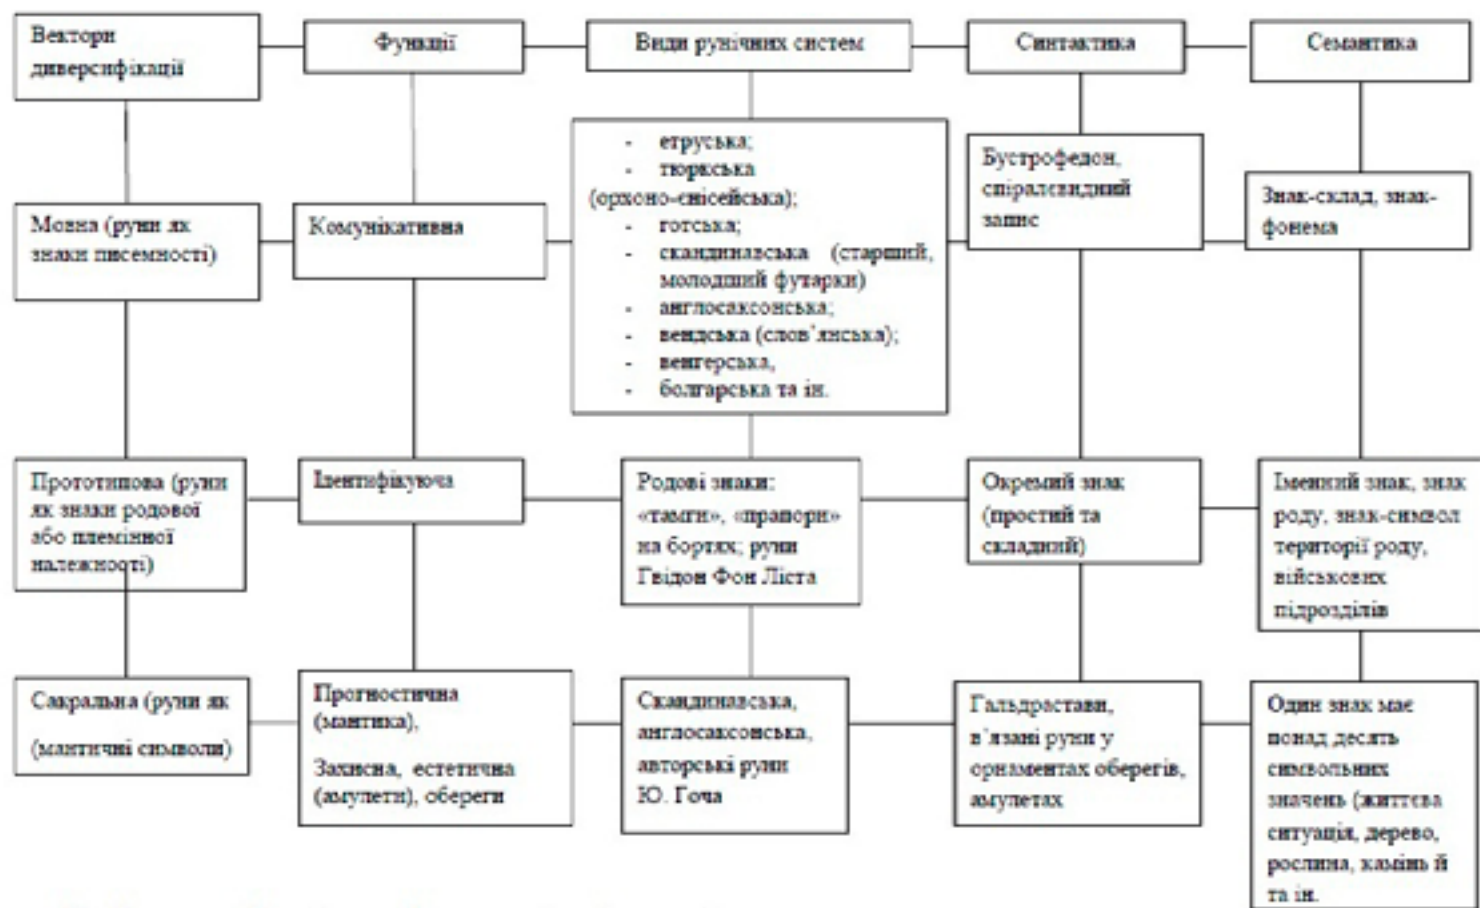 Вектори
диверсифікації
Функції
Види рунічних систем
Синтактика
Семантика
Мовна (руни як
знаки писемності)
Комунікативна
- етруська;
- тюркська
(орхоно-єнісейська);
- готська;
- скандинавська (старший,
молодший футарки)
- англосаксонська;
- вендська (слов’янська);
- венгерська,
- болгарська та ін.
Бустрофедон,
спіралєвидний
запис
Знак-склад, знак-
фонема
Прототипова (руни
як знаки родової
або племінної
належності)
Ідентифікуюча
Родові знаки:
«тамги», «прапори»
на бортях; руни
Гвідон Фон Ліста
Окремий знак
(простий та
складний)
Іменний знак, знак
роду, знак-символ
території роду,
військових
підрозділів
Сакральна (руни як
(мантичні символи)
Прогностична
(мантика),
Захисна, естетична
(амулети), обереги
Скандинавська,
англосаксонська,
авторські руни
Ю. Гоча
Гальдрастави,
в’язані руни у
орнаментах оберегів,
амулетах
Один знак має
понад десять
символьних
значень (життєва
ситуація, дерево,
рослина, камінь й
та ін.